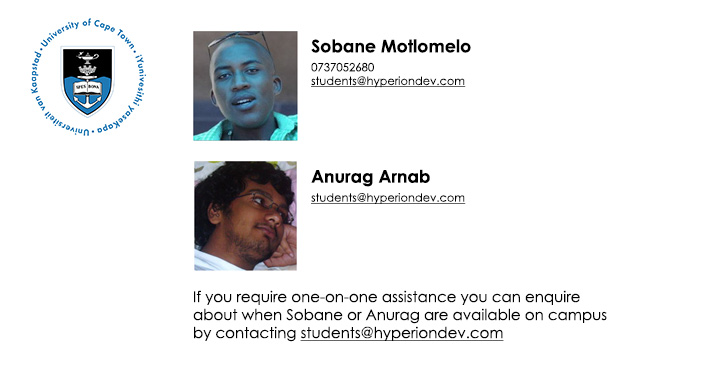 University of Cape Town • iYunivesithi yaseKapa • Universiteit van Kaapstad •
SPES BONA
Sobane Motlomelo
0737052680
students@hyperiondev.com
Anurag Arnab
students@hyperiondev.com
If you require one-on-one assistance you can enquire
about when Sobane or Anurag are available on campus
by contacting students@hyperiondev.com